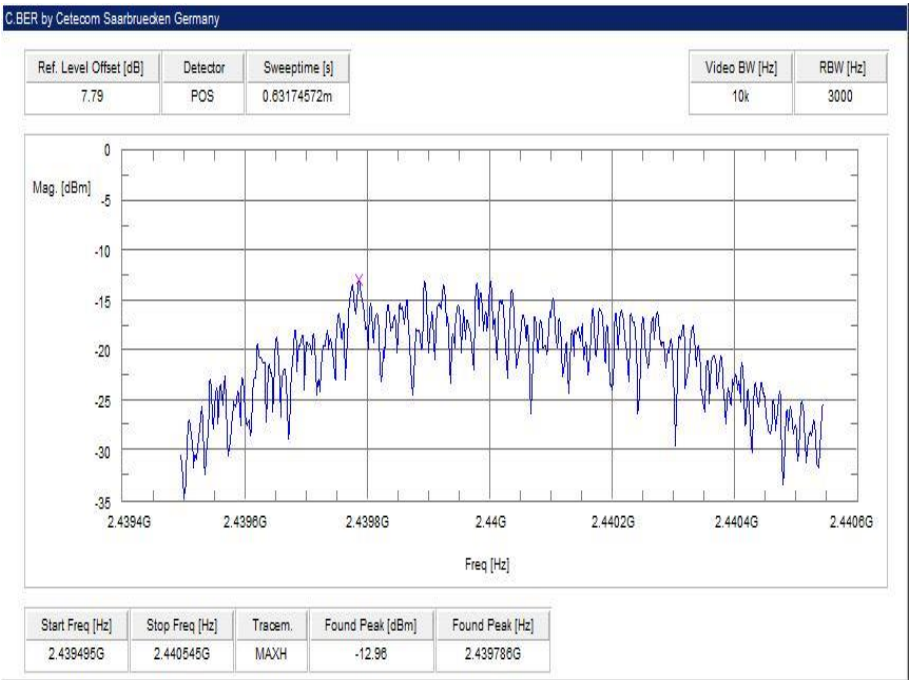 C.BER by Cetecom Saarbruecken Germany
Ref. Level Offset [dB] Detector Sweeptime [s] Video BW [Hz] RBW [Hz]
7.79 POS 0.63174572m 10k 3000
0
Mag. [dBm]
-5
-10
-15
-20
-25
-30
-35
2.4394G 2.4396G 2.4398G 2.44G 2.4402G 2.4404G 2.4406G
Freq [Hz]
Start Freq [Hz] Stop Freq [Hz] Tracem. Found Peak [dBm] Found Peak [Hz]
2.439495G 2.440545G MAXH -12.96 2.439786G